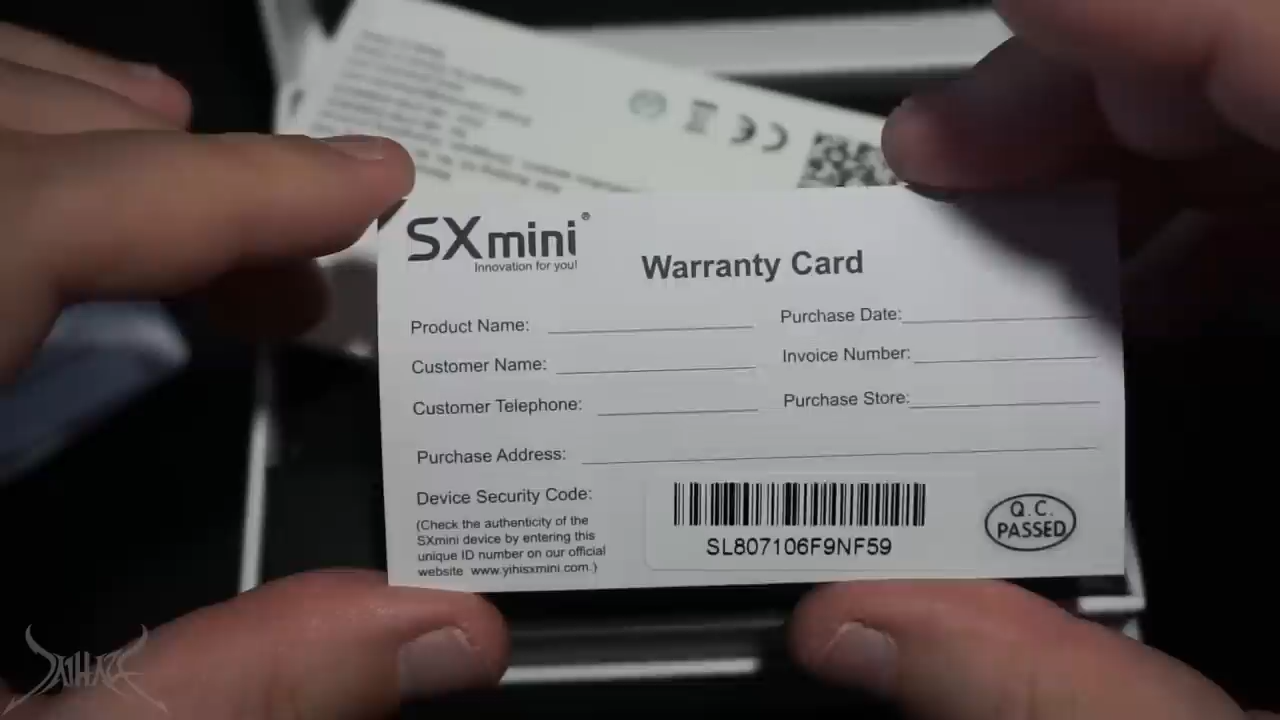 SXmini®
Innovation for you!
Warranty Card
Product Name:
Purchase Date:
Customer Name:
Invoice Number:
Customer Telephone:
Purchase Store:
Purchase Address:
Device Security Code:
(Check the authenticity of the
SXmini device by entering this
unique ID number on our official
website www.yihisxmini.com.)
SL807106F9NF59
Q.C.
PASSED